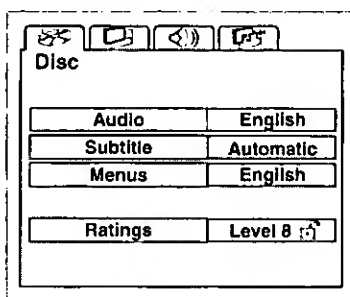 Disc
Audio English
Subtitle Automatic
Menus English
Ratings Level 8